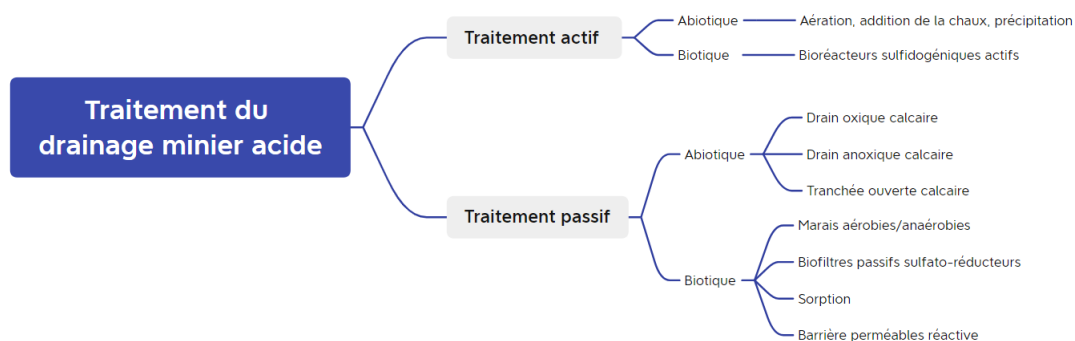 Traitement du
drainage minier acide
Traitement actif
Abiotique
Aération, addition de la chaux, précipitation
Biotique
Bioréacteurs sulfidogéniques actifs
Traitement passif
Abiotique
Drain oxique calcaire
Drain anoxique calcaire
Tranchée ouverte calcaire
Biotique
Marais aérobies/anaérobies
Biofiltres passifs sulfato-réducteurs
Sorption
Barrière perméables réactive